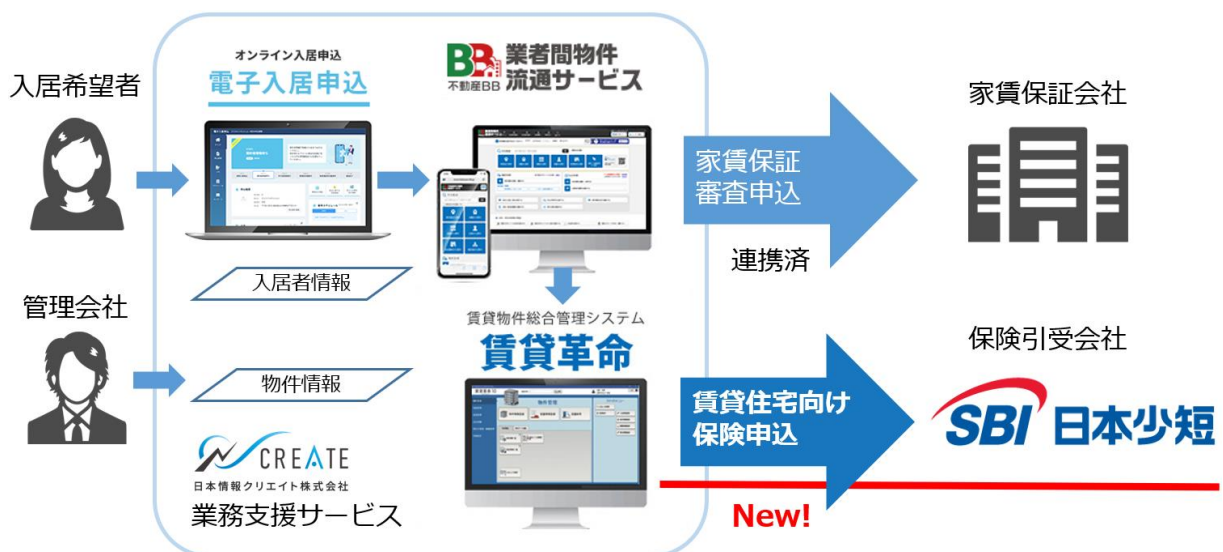 入居希望者
オンライン入居申込
電子入居申込
BB
不動産BB
業者間物件
流通サービス
家賃保証
審査申込
連携済
家賃保証会社
入居者情報
管理会社
物件情報
賃貸物件総合管理システム
賃貸革命
物件管理
賃貸住宅向け
保険申込
保険引受会社
SBI 日本少短
CREATE
日本情報クリエイト株式会社
業務支援サービス
New!